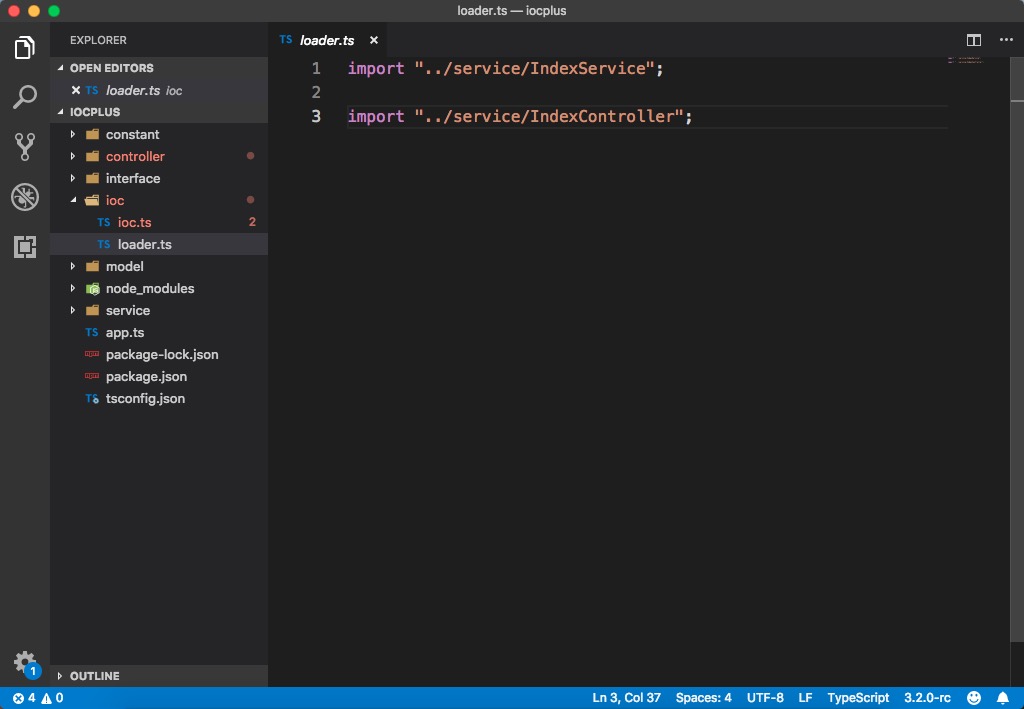 loader.ts — iocplus
EXPLORER
OPEN EDITORS
TS loader.ts ioc
IOCPLUS
constant
controller
interface
ioc
TS ioc.ts 2
TS loader.ts
model
node_modules
service
TS app.ts
package-lock.json
package.json
TS tsconfig.json
OUTLINE
TS loader.ts
1 import "../service/IndexService";
2
3 import "../service/IndexController";
1
4 0
Ln 3, Col 37 Spaces: 4 UTF-8 LF TypeScript 3.2.0-rc